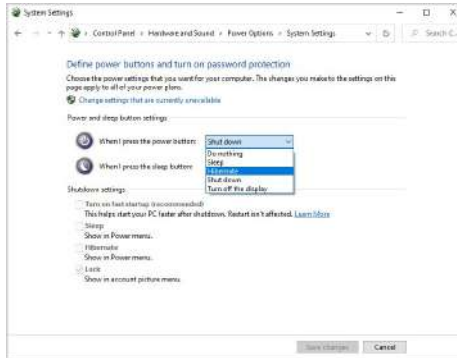 System Settings
Control Panel > Hardware and Sound > Power Options > System Settings
Search C...
Define power buttons and turn on password protection
Choose the power settings that you want for your computer. The changes you make to the settings on this
page apply to all of your power plans.
Change settings that are currently unavailable
Power and sleep button settings
When I press the power button: Shut down
Do nothing
Sleep
When I press the sleep button: Hibernate
Shut down
Turn off the display
Shutdown settings
Turn on fast startup (recommended)
This helps start your PC faster after shutdown. Restart isn't affected. Learn More
Sleep
Show in Power menu.
Hibernate
Show in Power menu.
Lock
Show in account picture menu.
Save changes Cancel